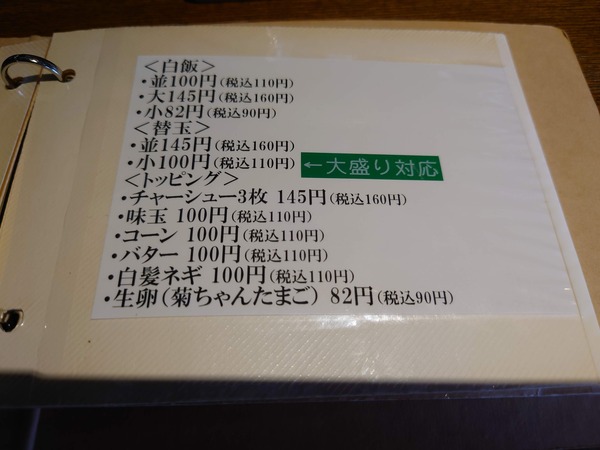 ＜白飯＞
・並100円(税込110円)
・大145円(税込160円)
・小82円(税込90円)
＜替玉＞
・並145円(税込160円)
・小100円(税込110円) ←大盛り対応
＜トッピング＞
・チャーシュー3枚 145円(税込160円)
・味玉 100円(税込110円)
・コーン 100円(税込110円)
・バター 100円(税込110円)
・白髪ネギ 100円(税込110円)
・生卵(菊ちゃんたまご) 82円(税込90円)